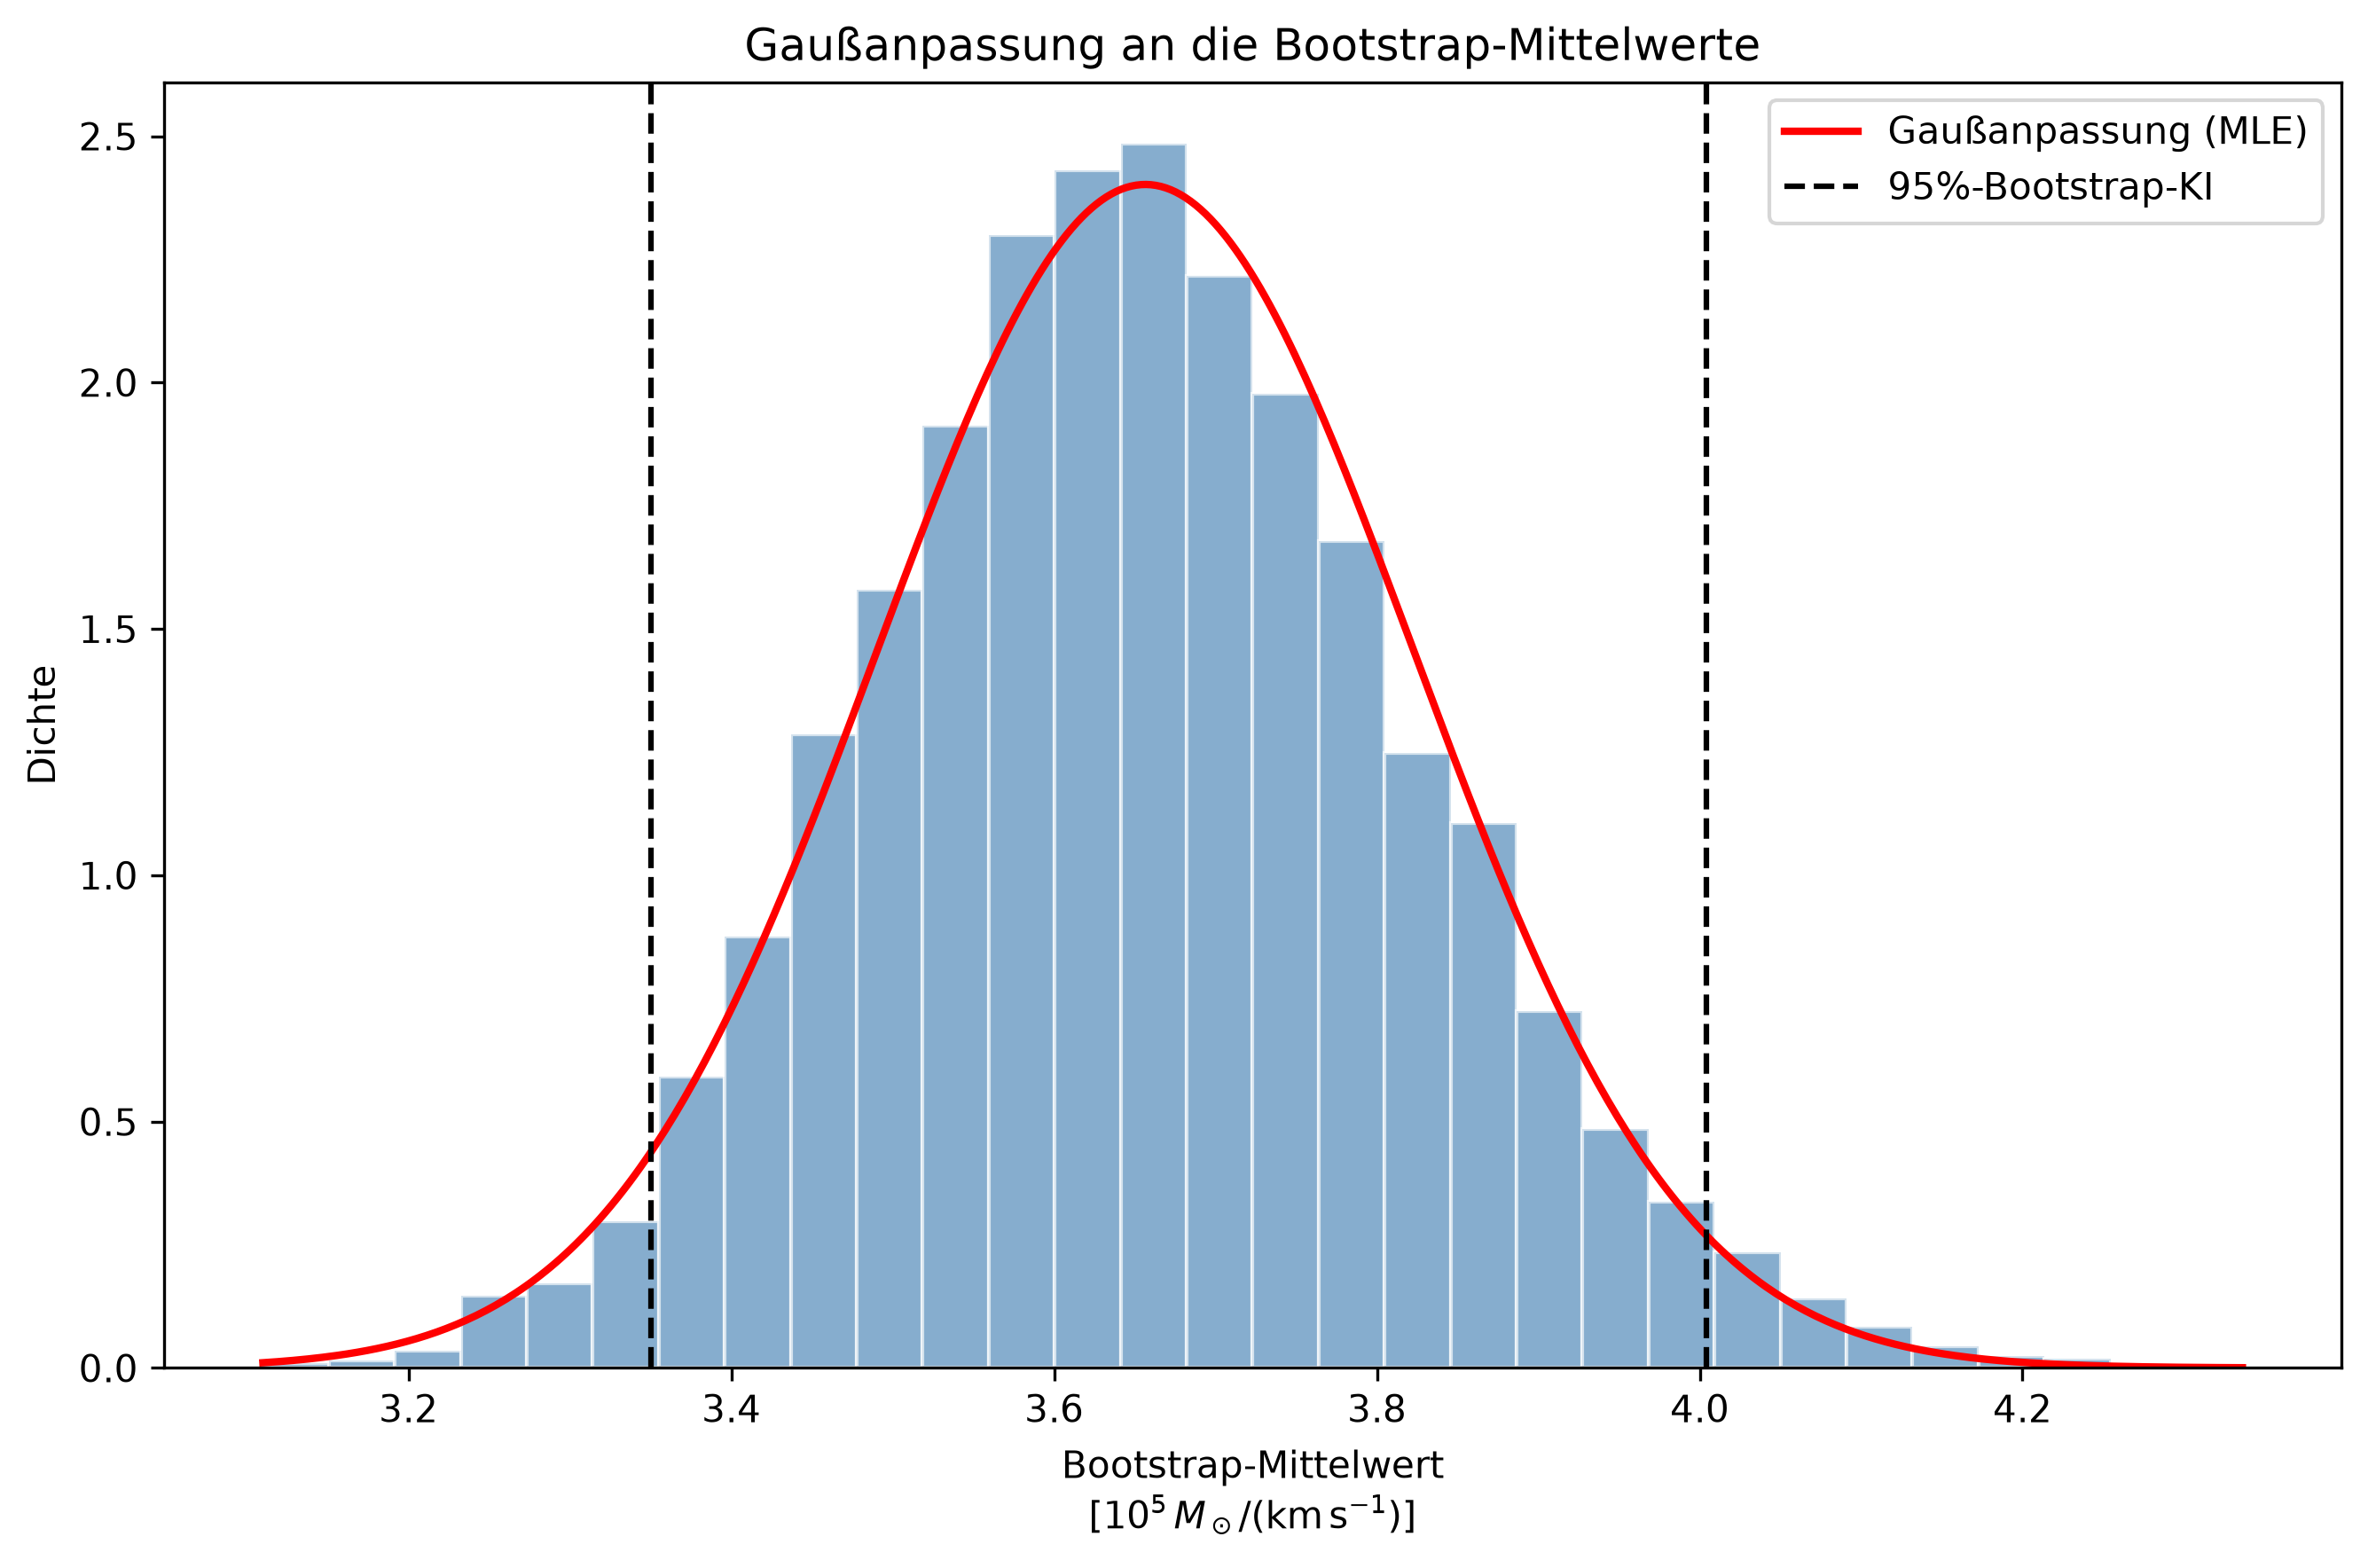 Gaußanpassung an die Bootstrap-Mittelwerte
Gaußanpassung (MLE)
95%-Bootstrap-KI
Dichte
2.5
2.0
1.5
1.0
0.5
0.0
3.2 3.4 3.6 3.8 4.0 4.2
Bootstrap-Mittelwert
[10⁵ M⊙/(km s⁻¹)]